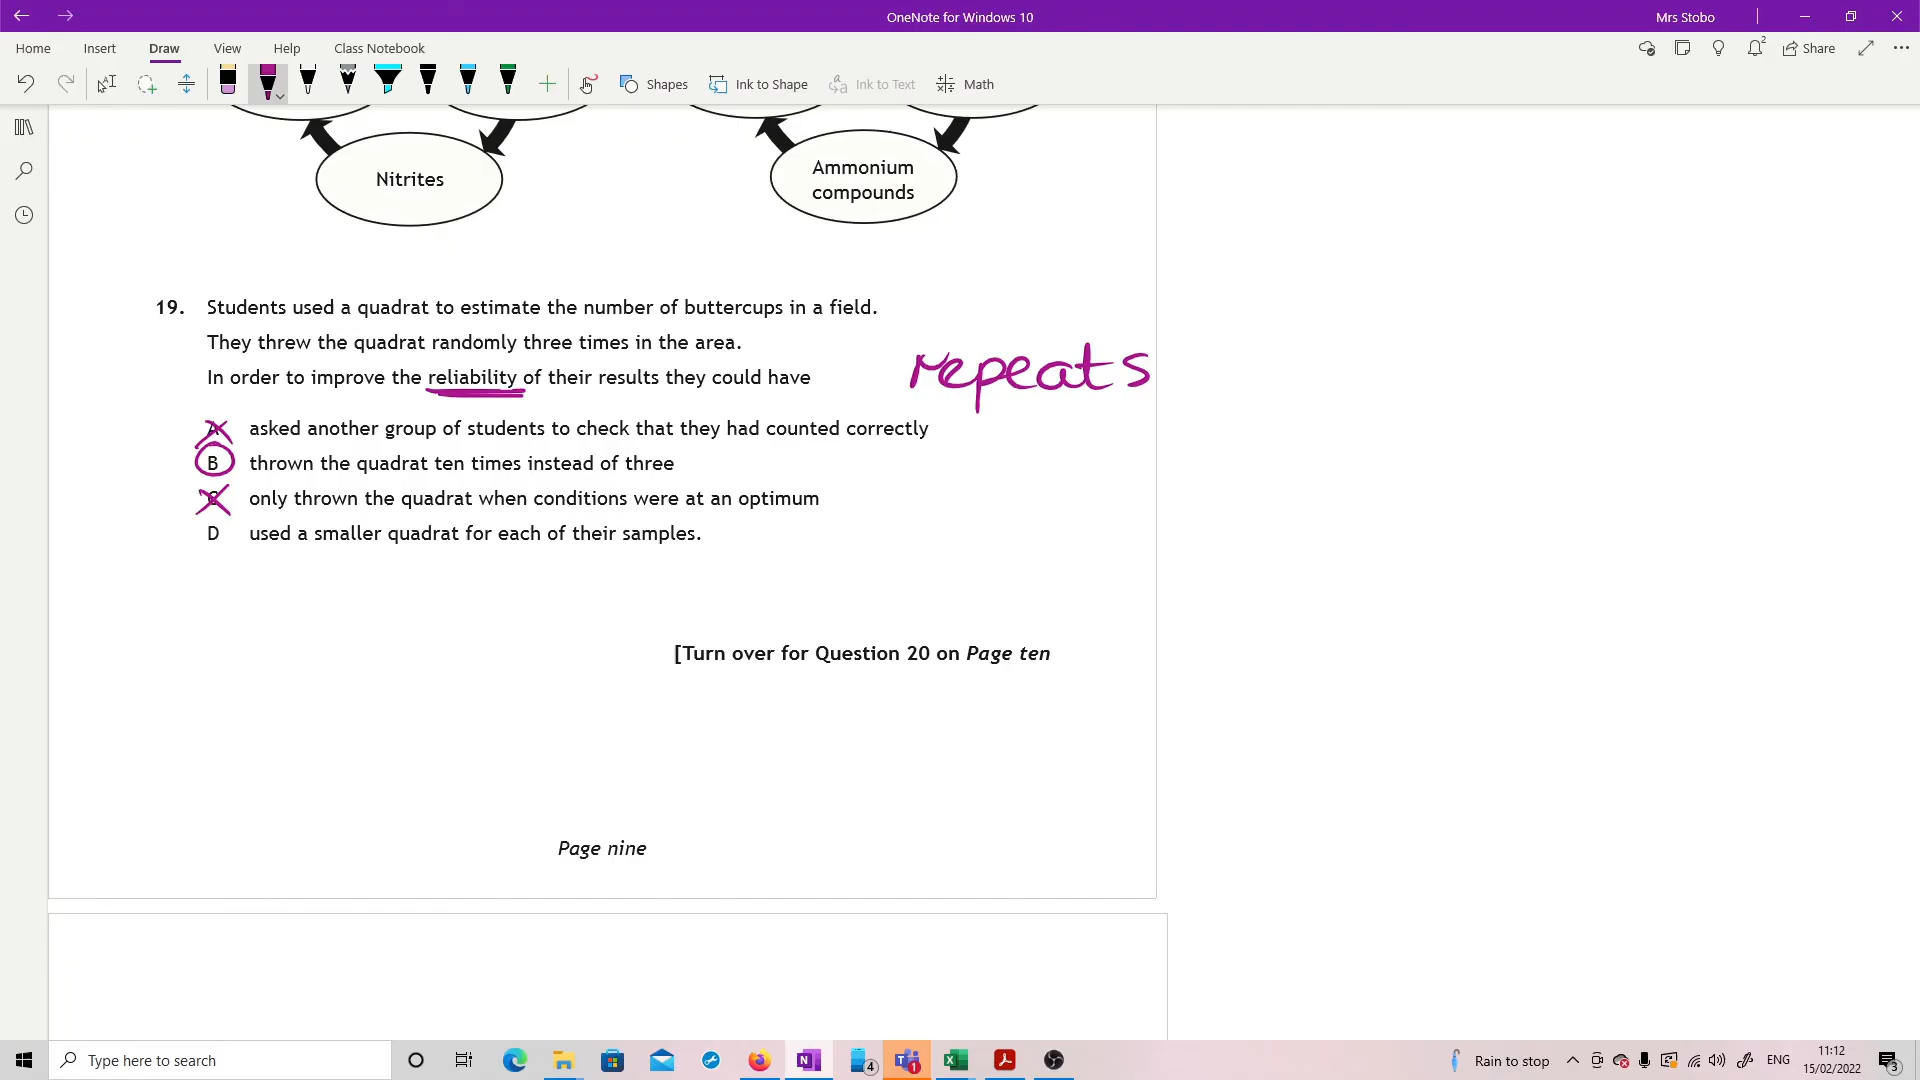 OneNote for Windows 10
Mrs Stobo
Home Insert Draw View Help Class Notebook
2
Share
Shapes
Ink to Shape
Ink to Text
Math
Nitrites
Ammonium
compounds
19. Students used a quadrat to estimate the number of buttercups in a field.
They threw the quadrat randomly three times in the area.
In order to improve the reliability of their results they could have
repeats
A asked another group of students to check that they had counted correctly
B thrown the quadrat ten times instead of three
C only thrown the quadrat when conditions were at an optimum
D used a smaller quadrat for each of their samples.
[Turn over for Question 20 on Page ten
Page nine
Type here to search
4
1
Rain to stop
ENG
11:12
15/02/2022
3